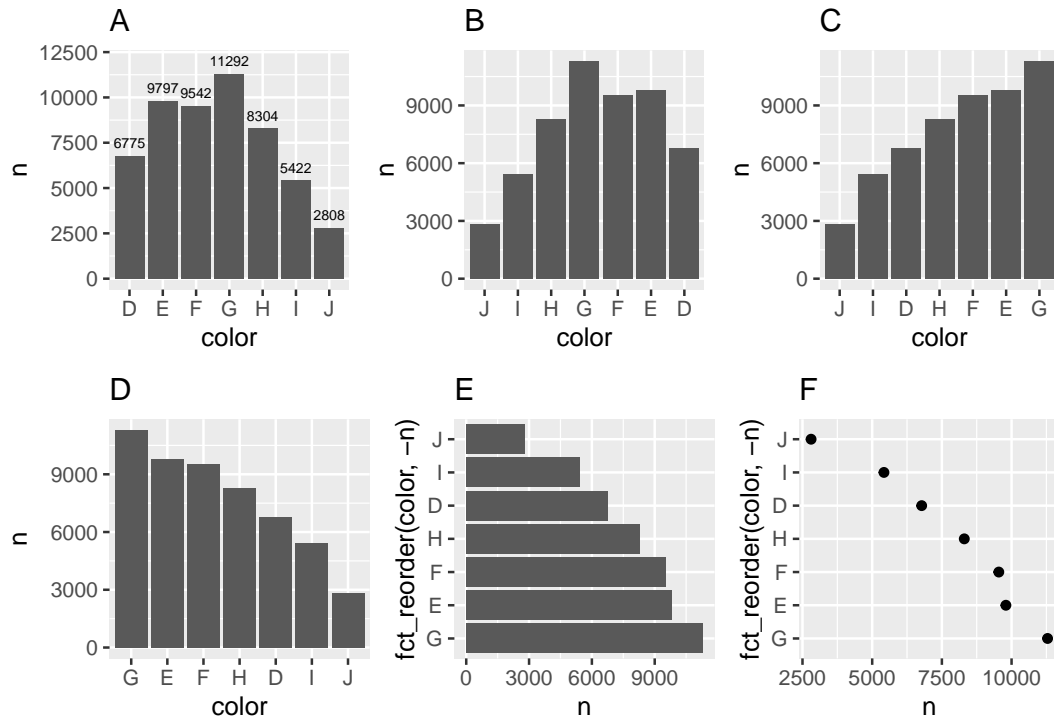 A
n
12500
10000
7500
5000
2500
0
6775
9797
9542
11292
8304
5422
2808
D E F G H I J
color
B
n
9000
6000
3000
0
J I H G F E D
color
C
n
9000
6000
3000
0
J I D H F E G
color
D
n
9000
6000
3000
0
G E F H D I J
color
E
fct_reorder(color, −n)
J
I
D
H
F
E
G
0 3000 6000 9000
n
F
fct_reorder(color, −n)
J
I
D
H
F
E
G
2500 5000 7500 10000
n